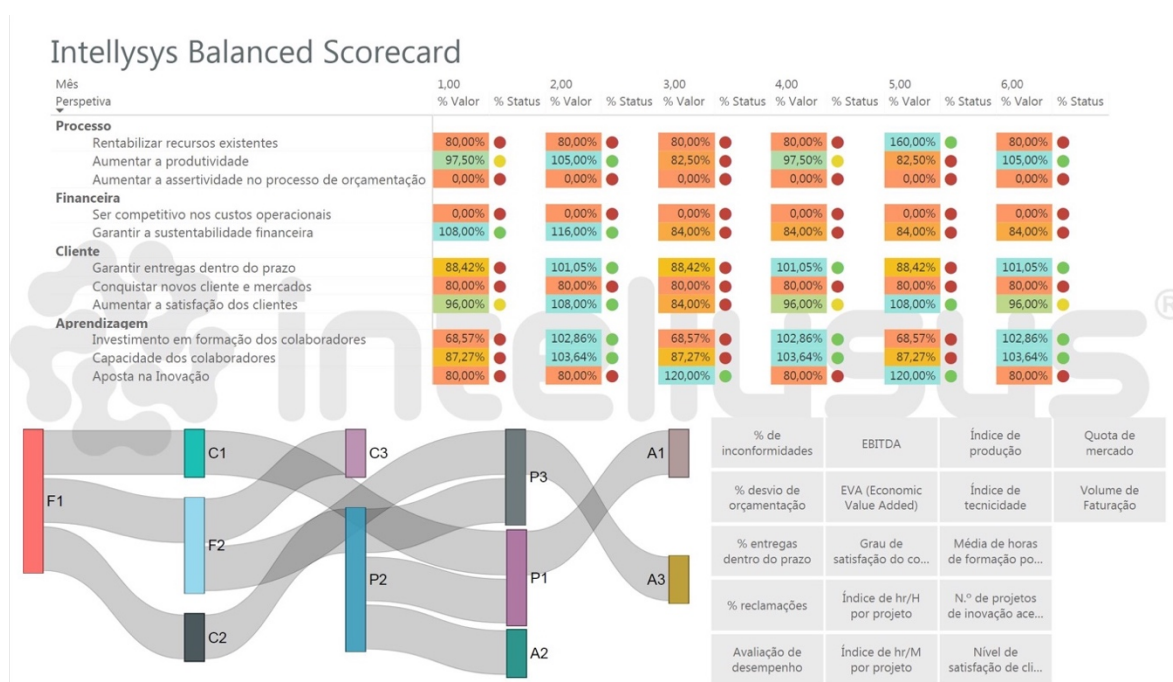 Intellysys Balanced Scorecard
Mês 1,00 2,00 3,00 4,00 5,00 6,00
Perspetiva % Valor % Status % Valor % Status % Valor % Status % Valor % Status % Valor % Status % Valor % Status
Processo
Rentabilizar recursos existentes 80,00% 80,00% 80,00% 80,00% 160,00% 80,00%
Aumentar a produtividade 97,50% 105,00% 82,50% 97,50% 82,50% 105,00%
Aumentar a assertividade no processo de orçamentação 0,00% 0,00% 0,00% 0,00% 0,00% 0,00%
Financeira
Ser competitivo nos custos operacionais 0,00% 0,00% 0,00% 0,00% 0,00% 0,00%
Garantir a sustentabilidade financeira 108,00% 116,00% 84,00% 84,00% 84,00% 84,00%
Cliente
Garantir entregas dentro do prazo 88,42% 101,05% 88,42% 101,05% 88,42% 101,05%
Conquistar novos cliente e mercados 80,00% 80,00% 80,00% 80,00% 80,00% 80,00%
Aumentar a satisfação dos clientes 96,00% 108,00% 84,00% 96,00% 108,00% 96,00%
Aprendizagem
Investimento em formação dos colaboradores 68,57% 102,86% 68,57% 102,86% 68,57% 102,86%
Capacidade dos colaboradores 87,27% 103,64% 87,27% 103,64% 87,27% 103,64%
Aposta na Inovação 80,00% 80,00% 120,00% 80,00% 120,00% 80,00%
intellysys ®
F1
C1
F2
C2
C3
P2
P3
P1
A2
A1
A3
% de
inconformidades
EBITDA
Índice de
produção
Quota de
mercado
% desvio de
orçamentação
EVA (Economic
Value Added)
Índice de
tecnicidade
Volume de
Faturação
% entregas
dentro do prazo
Grau de
satisfação do co...
Média de horas
de formação po...
% reclamações
Índice de hr/H
por projeto
N.º de projetos
de inovação ace...
Avaliação de
desempenho
Índice de hr/M
por projeto
Nível de
satisfação de cli...